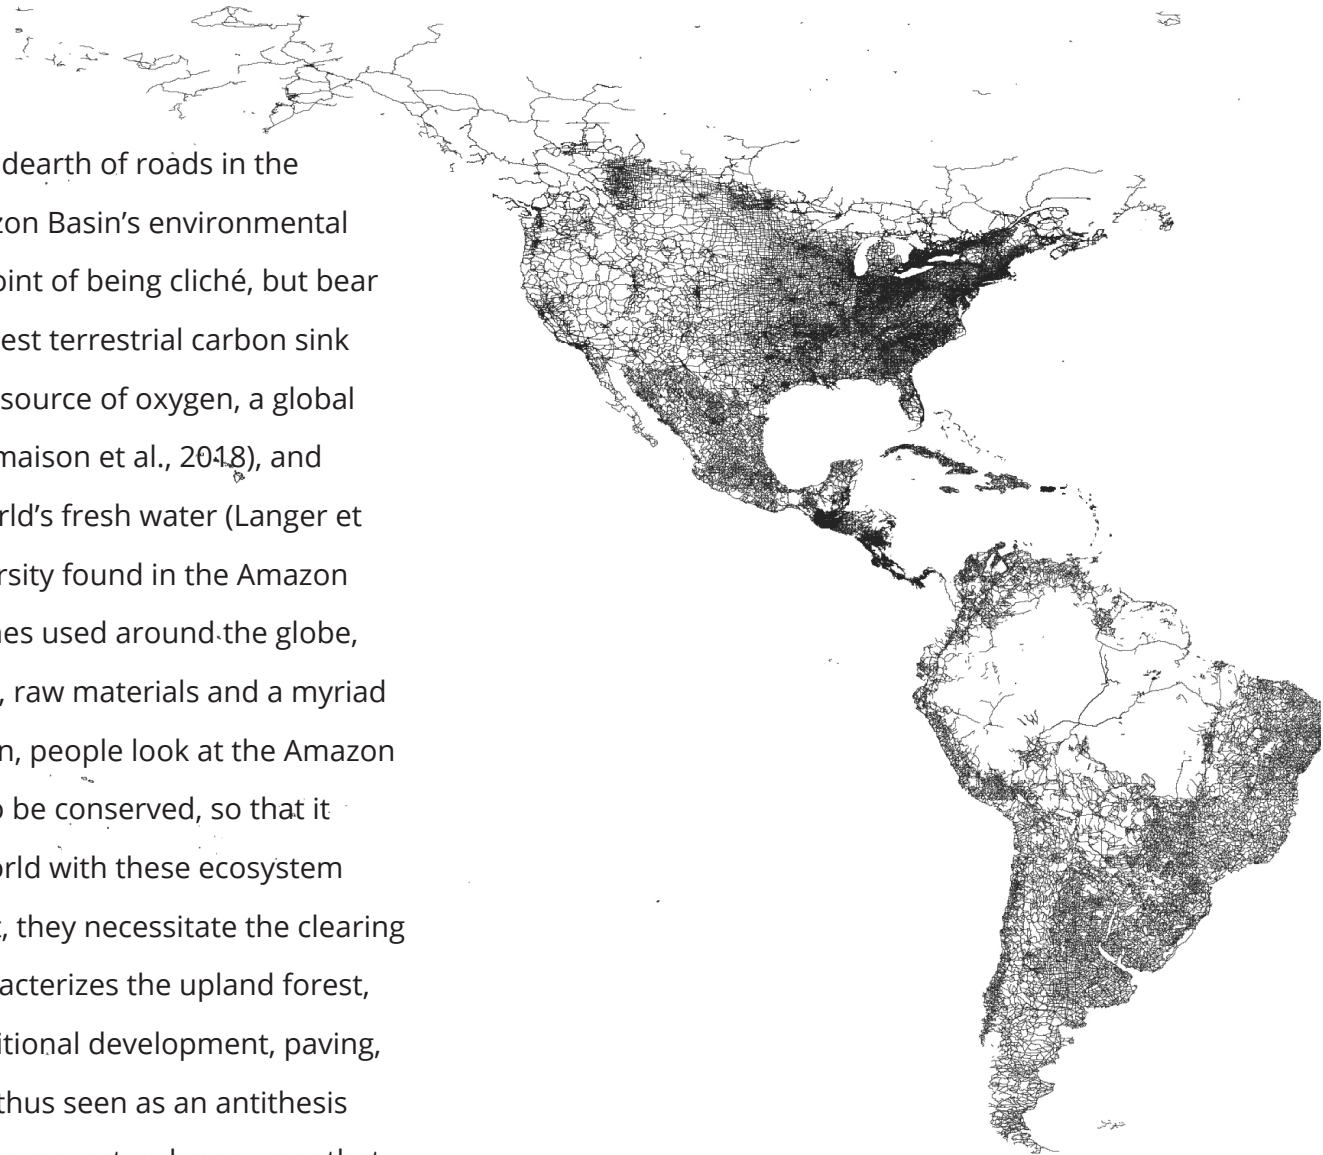 dearth of roads in the
zon Basin’s environmental
oint of being cliché, but bear
est terrestrial carbon sink
source of oxygen, a global
maison et al., 2018), and
rld’s fresh water (Langer et
rsity found in the Amazon
nes used around the globe,
, raw materials and a myriad
n, people look at the Amazon
o be conserved, so that it
orld with these ecosystem
, they necessitate the clearing
acterizes the upland forest,
itional development, paving,
thus seen as an antithesis